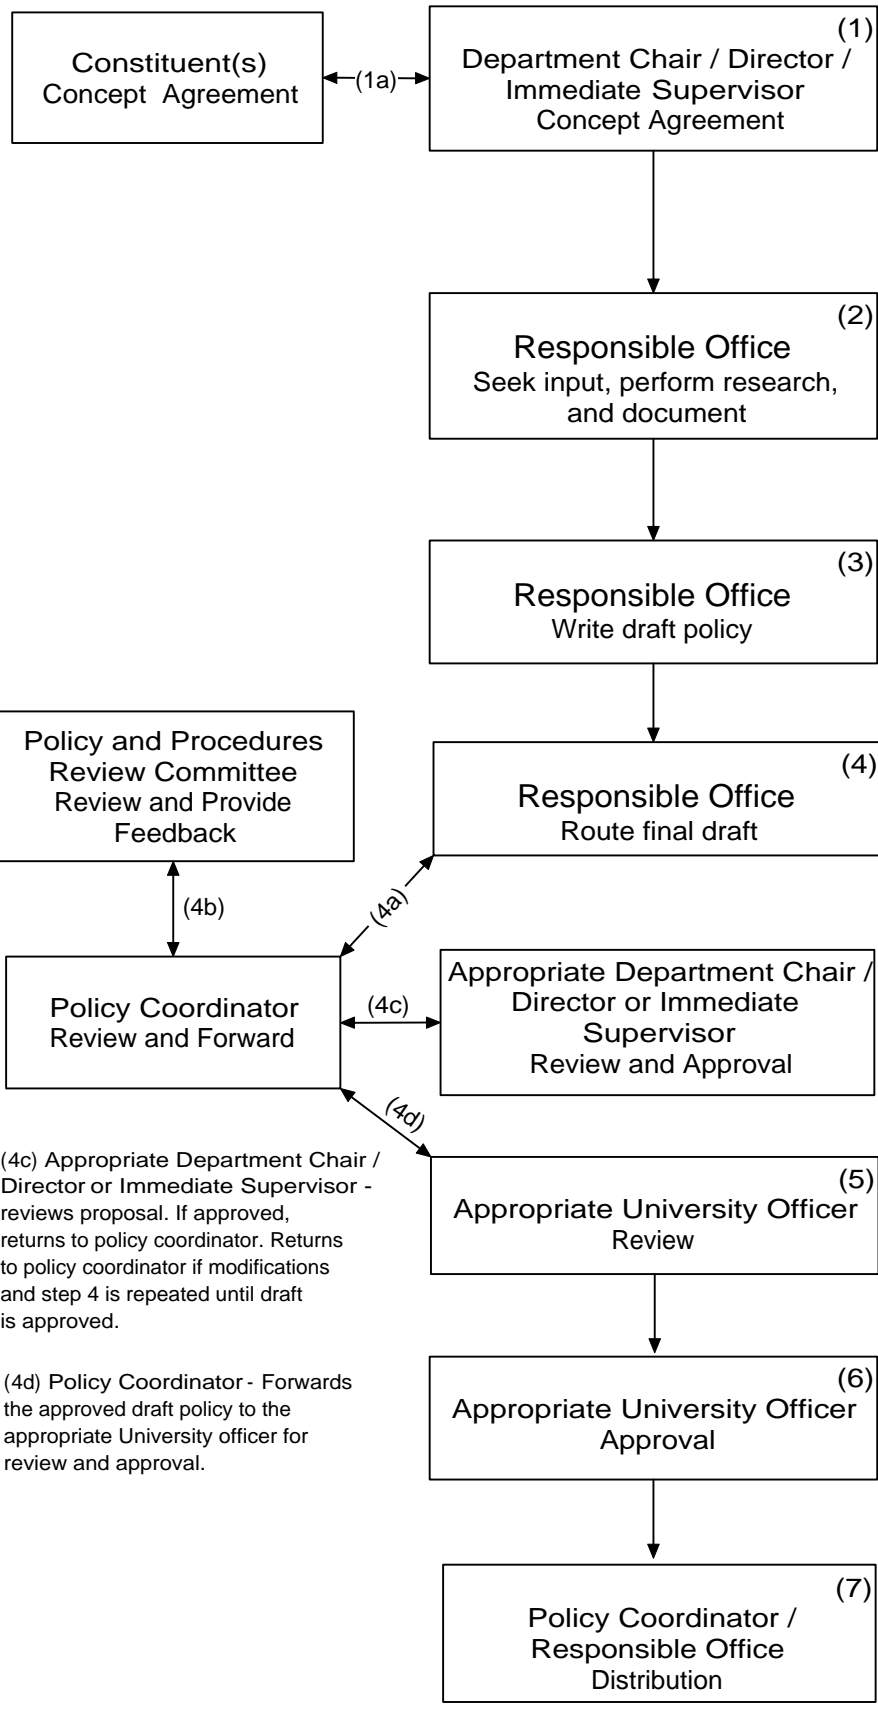 Constituent(s)
Concept Agreement
(1a)
(1)
Department Chair / Director /
Immediate Supervisor
Concept Agreement
(2)
Responsible Office
Seek input, perform research,
and document
(3)
Responsible Office
Write draft policy
Policy and Procedures
Review Committee
Review and Provide
Feedback
(4)
Responsible Office
Route final draft
(4b)
(4a)
Policy Coordinator
Review and Forward
(4c)
Appropriate Department Chair /
Director or Immediate
Supervisor
Review and Approval
(4d)
(4c) Appropriate Department Chair /
Director or Immediate Supervisor -
reviews proposal. If approved,
returns to policy coordinator. Returns
to policy coordinator if modifications
and step 4 is repeated until draft
is approved.
(5)
Appropriate University Officer
Review
(4d) Policy Coordinator - Forwards
the approved draft policy to the
appropriate University officer for
review and approval.
(6)
Appropriate University Officer
Approval
(7)
Policy Coordinator /
Responsible Office
Distribution